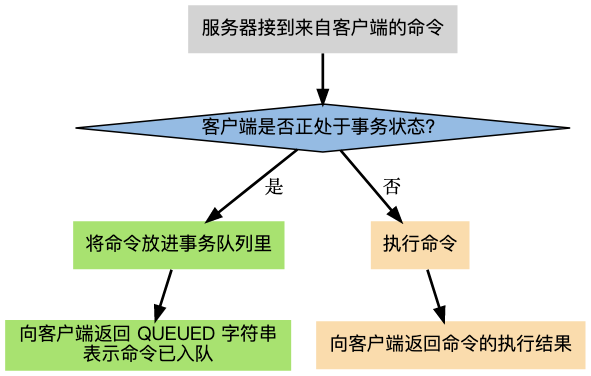 服务器接到来自客户端的命令
客户端是否正处于事务状态?
是
否
将命令放进事务队列里
执行命令
向客户端返回 QUEUED 字符串
表示命令已入队
向客户端返回命令的执行结果